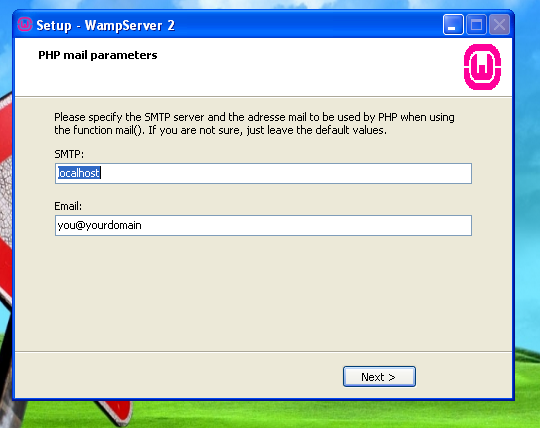 Setup - WampServer 2
PHP mail parameters
Please specify the SMTP server and the adresse mail to be used by PHP when using
the function mail(). If you are not sure, just leave the default values.
SMTP:
localhost
Email:
you@yourdomain
Next >